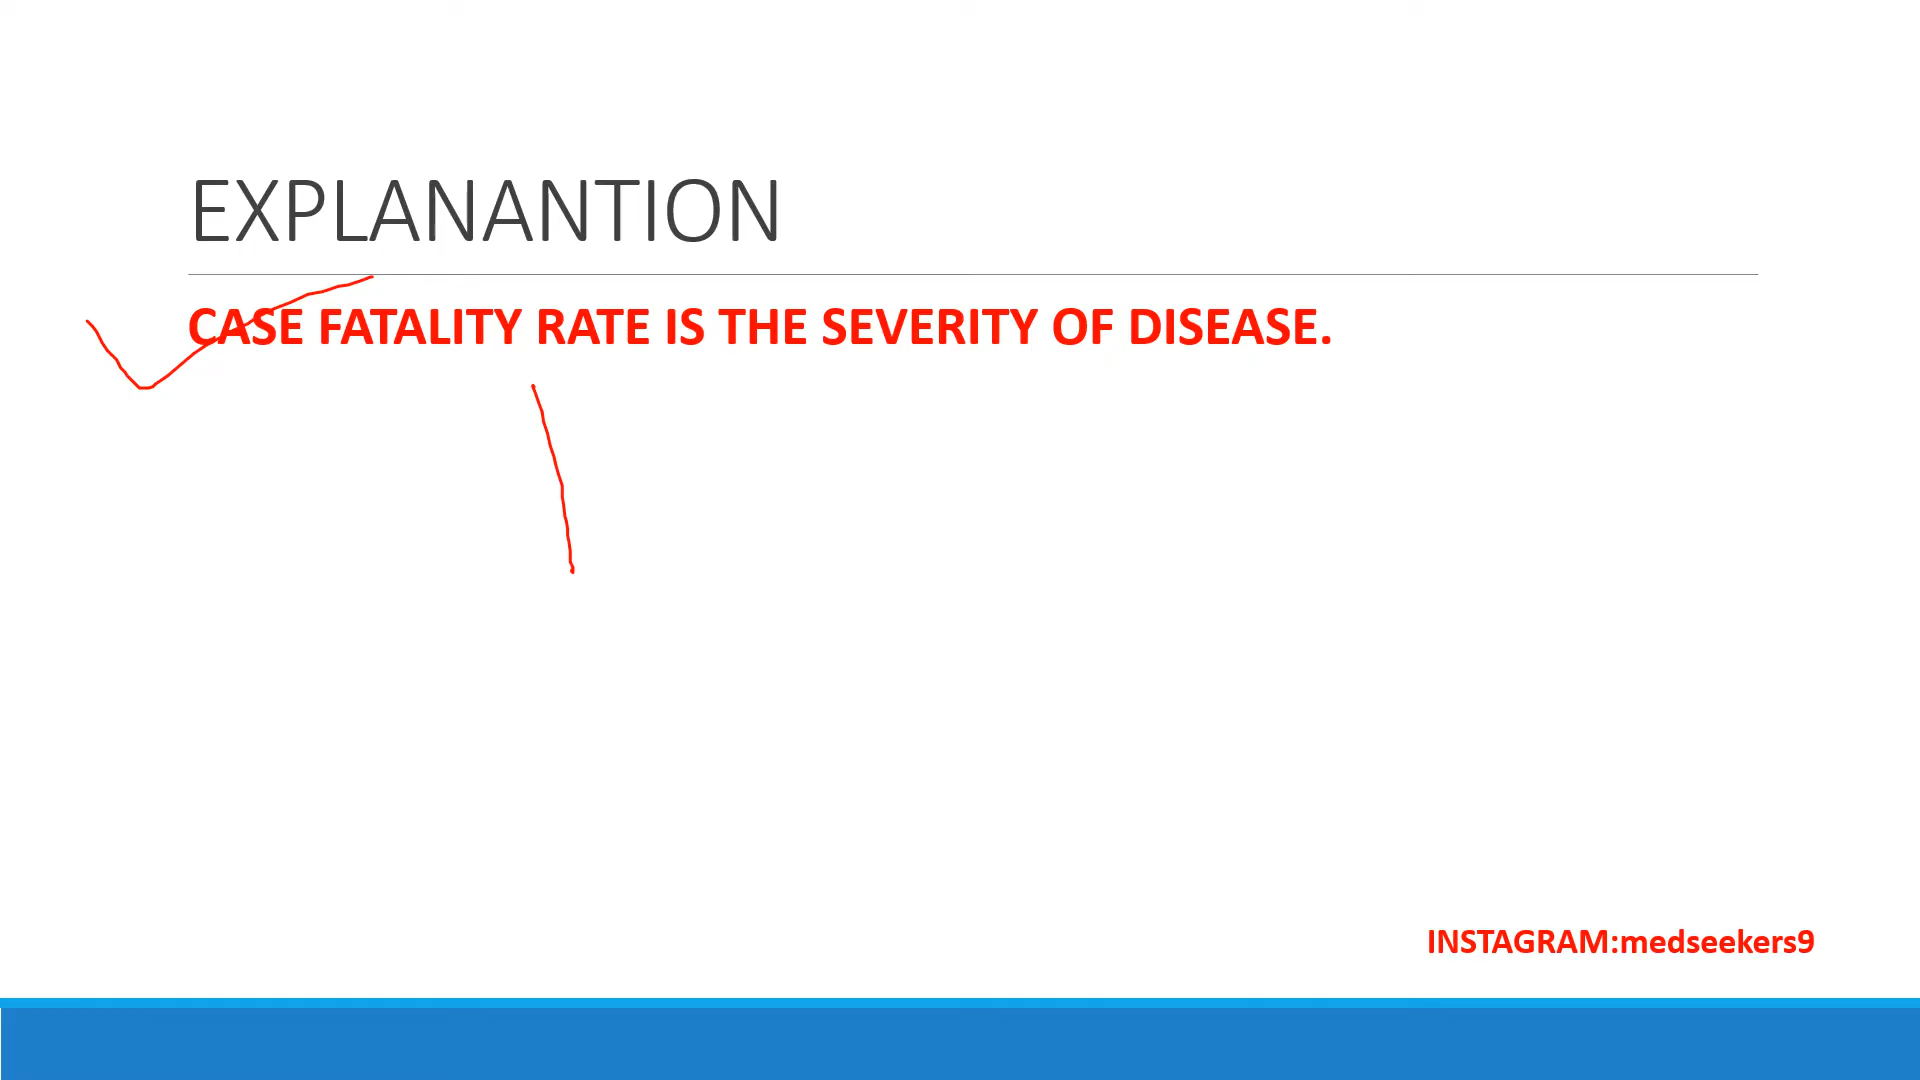 EXPLANANTION
CASE FATALITY RATE IS THE SEVERITY OF DISEASE.
INSTAGRAM:medseekers9